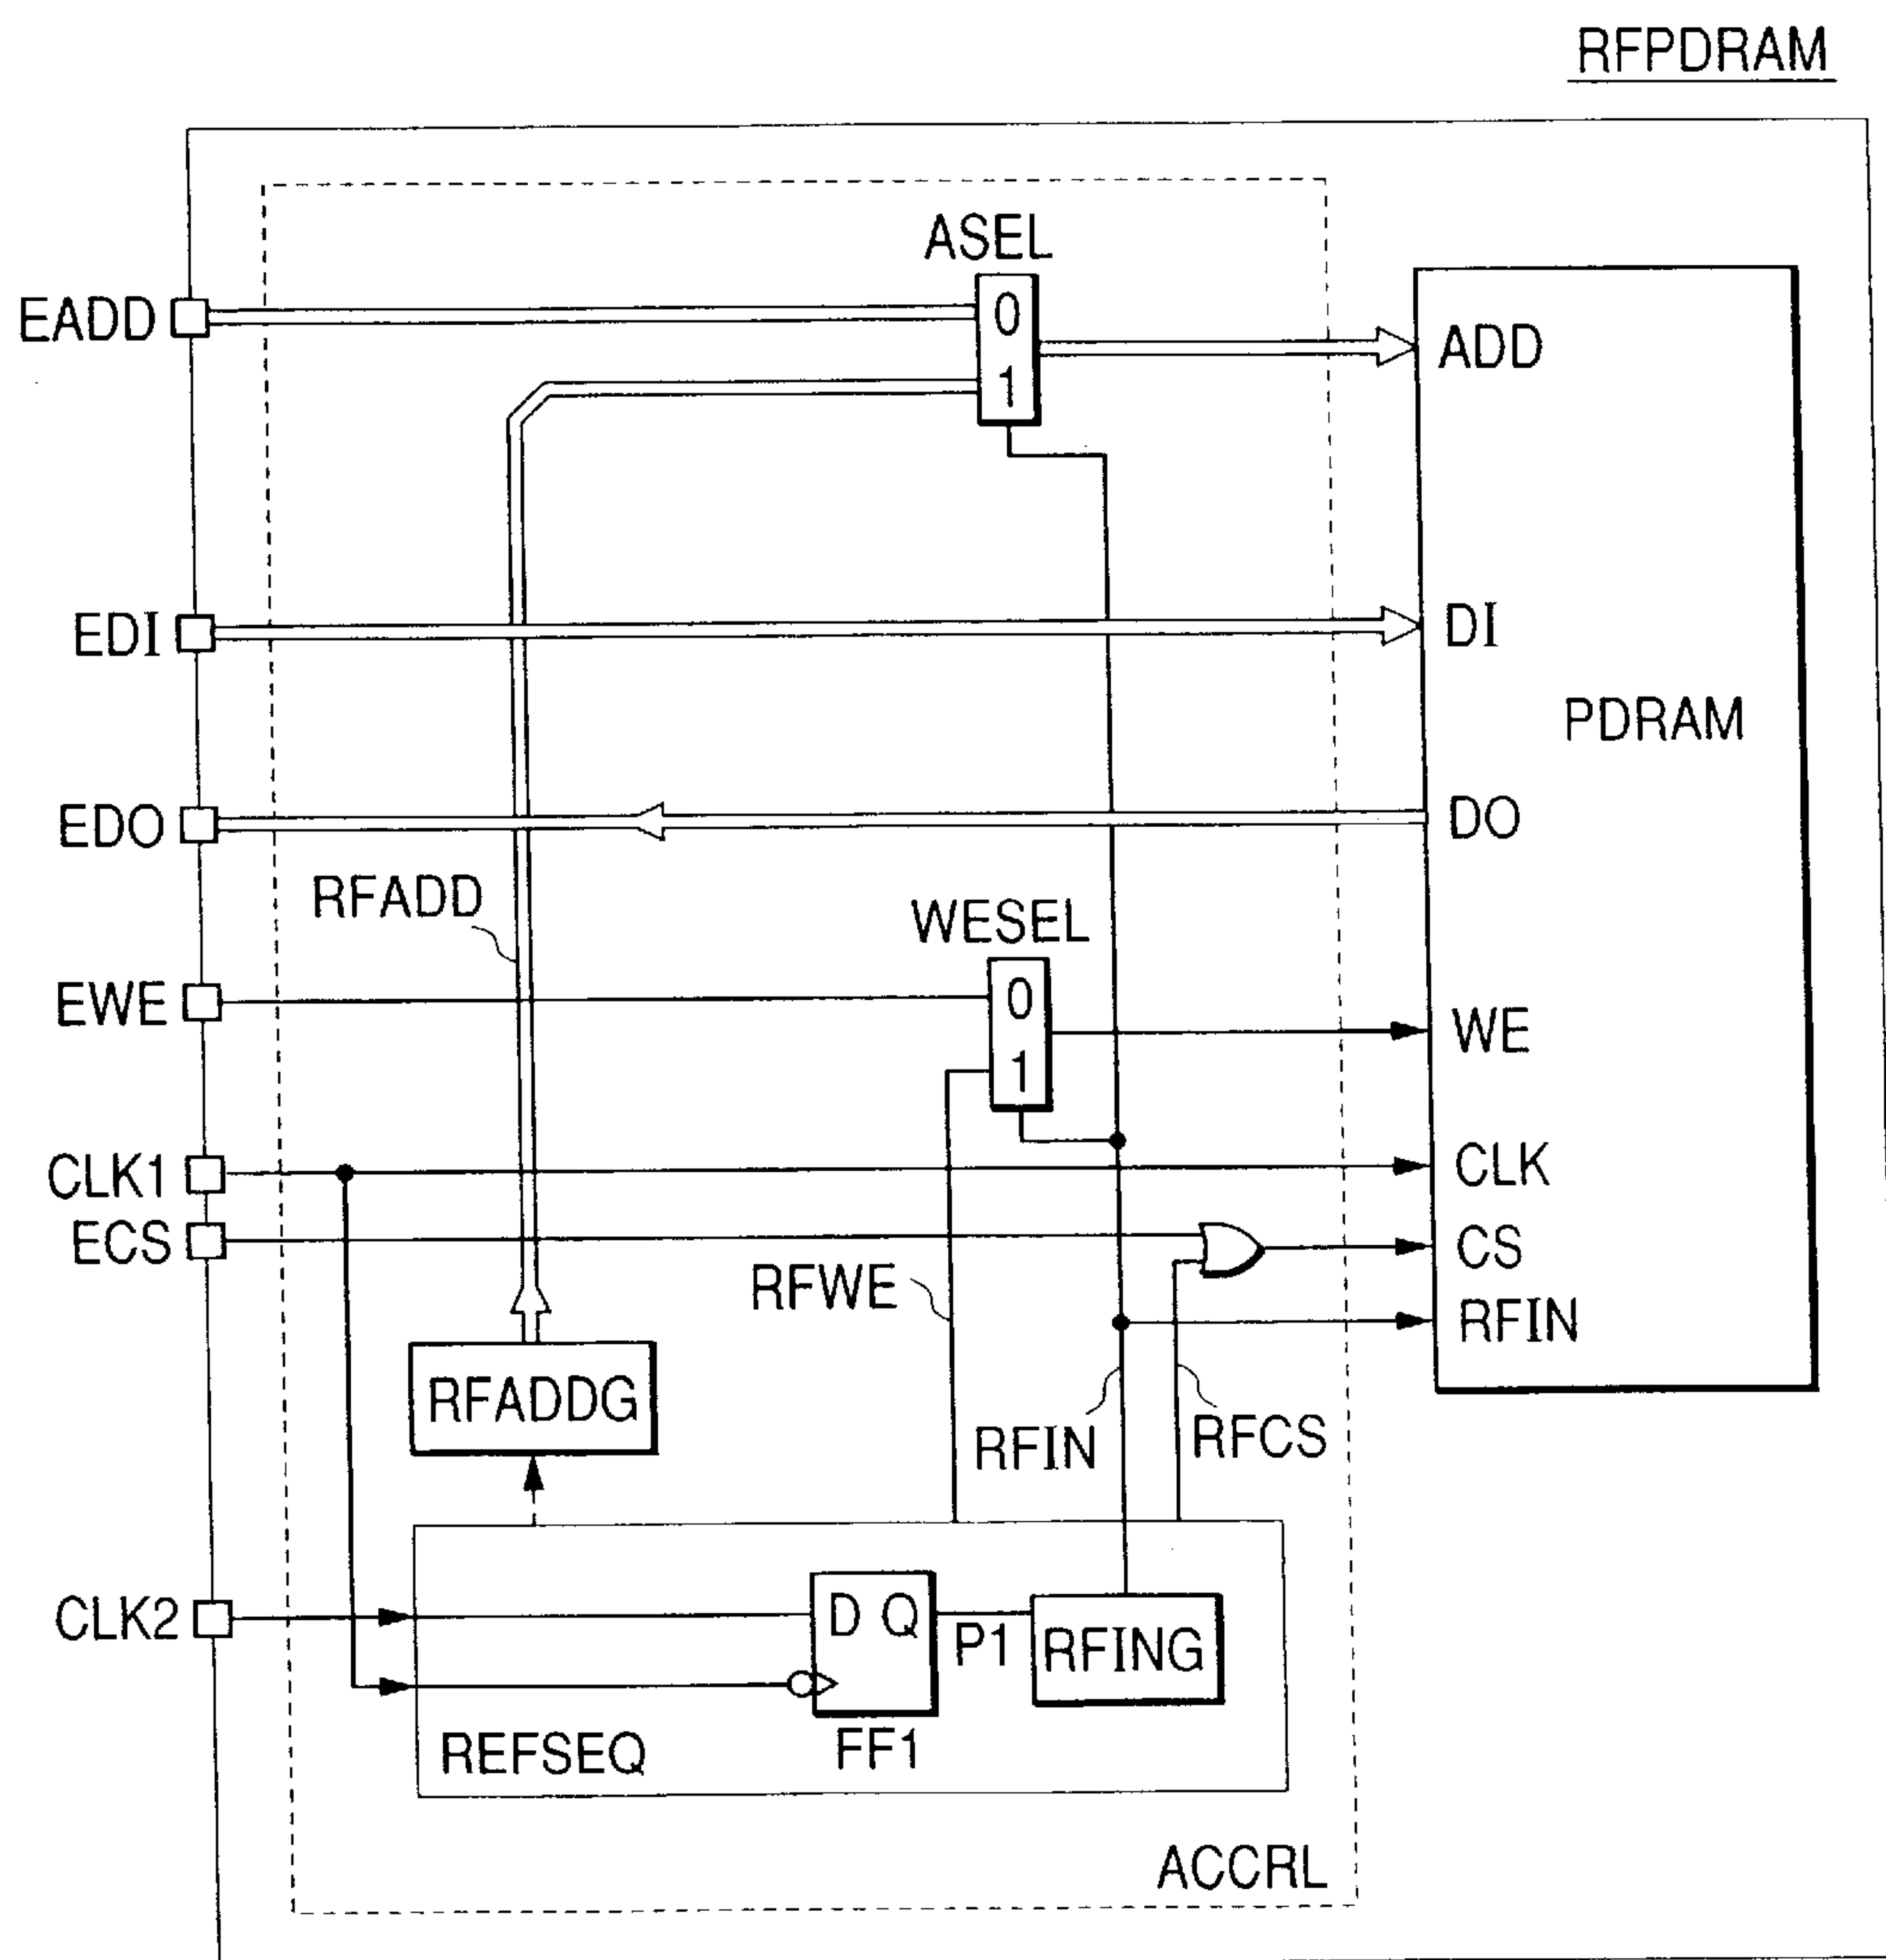 RFPDRAM
ASEL
EADD
0
1
ADD
EDI
DI
PDRAM
EDO
DO
RFADD
WESEL
EWE
0
1
WE
CLK1
CLK
ECS
CS
RFWE
RFIN
RFADDG
RFIN
RFCS
CLK2
D Q
P1
RFING
REFSEQ
FF1
ACCRL